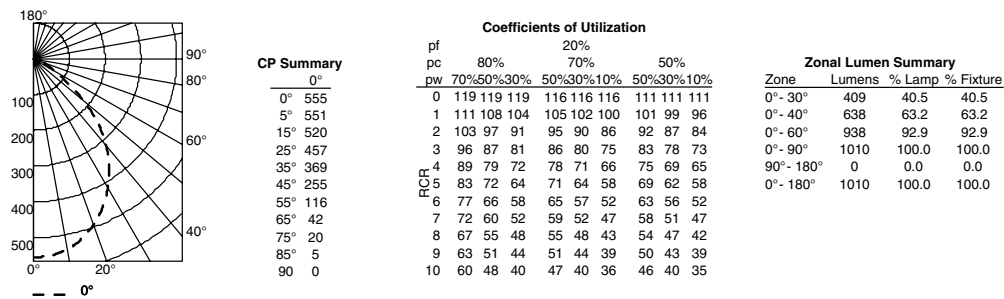 180°
90°
80°
60°
40°
100
200
300
400
500
0° 20°
0°
CP Summary
0°
0° 555
5° 551
15° 520
25° 457
35° 369
45° 255
55° 116
65° 42
75° 20
85° 5
90 0
Coefficients of Utilization
pf 20%
pc 80% 70% 50%
pw 70%50%30% 50%30%10% 50%30%10%
RCR
0 119 119 119 116 116 116 111 111 111
1 111 108 104 105 102 100 101 99 96
2 103 97 91 95 90 86 92 87 84
3 96 87 81 86 80 75 83 78 73
4 89 79 72 78 71 66 75 69 65
5 83 72 64 71 64 58 69 62 58
6 77 66 58 65 57 52 63 56 52
7 72 60 52 59 52 47 58 51 47
8 67 55 48 55 48 43 54 47 42
9 63 51 44 51 44 39 50 43 39
10 60 48 40 47 40 36 46 40 35
Zonal Lumen Summary
Zone Lumens % Lamp % Fixture
0°- 30° 409 40.5 40.5
0°- 40° 638 63.2 63.2
0°- 60° 938 92.9 92.9
0°- 90° 1010 100.0 100.0
90°- 180° 0 0.0 0.0
0°- 180° 1010 100.0 100.0